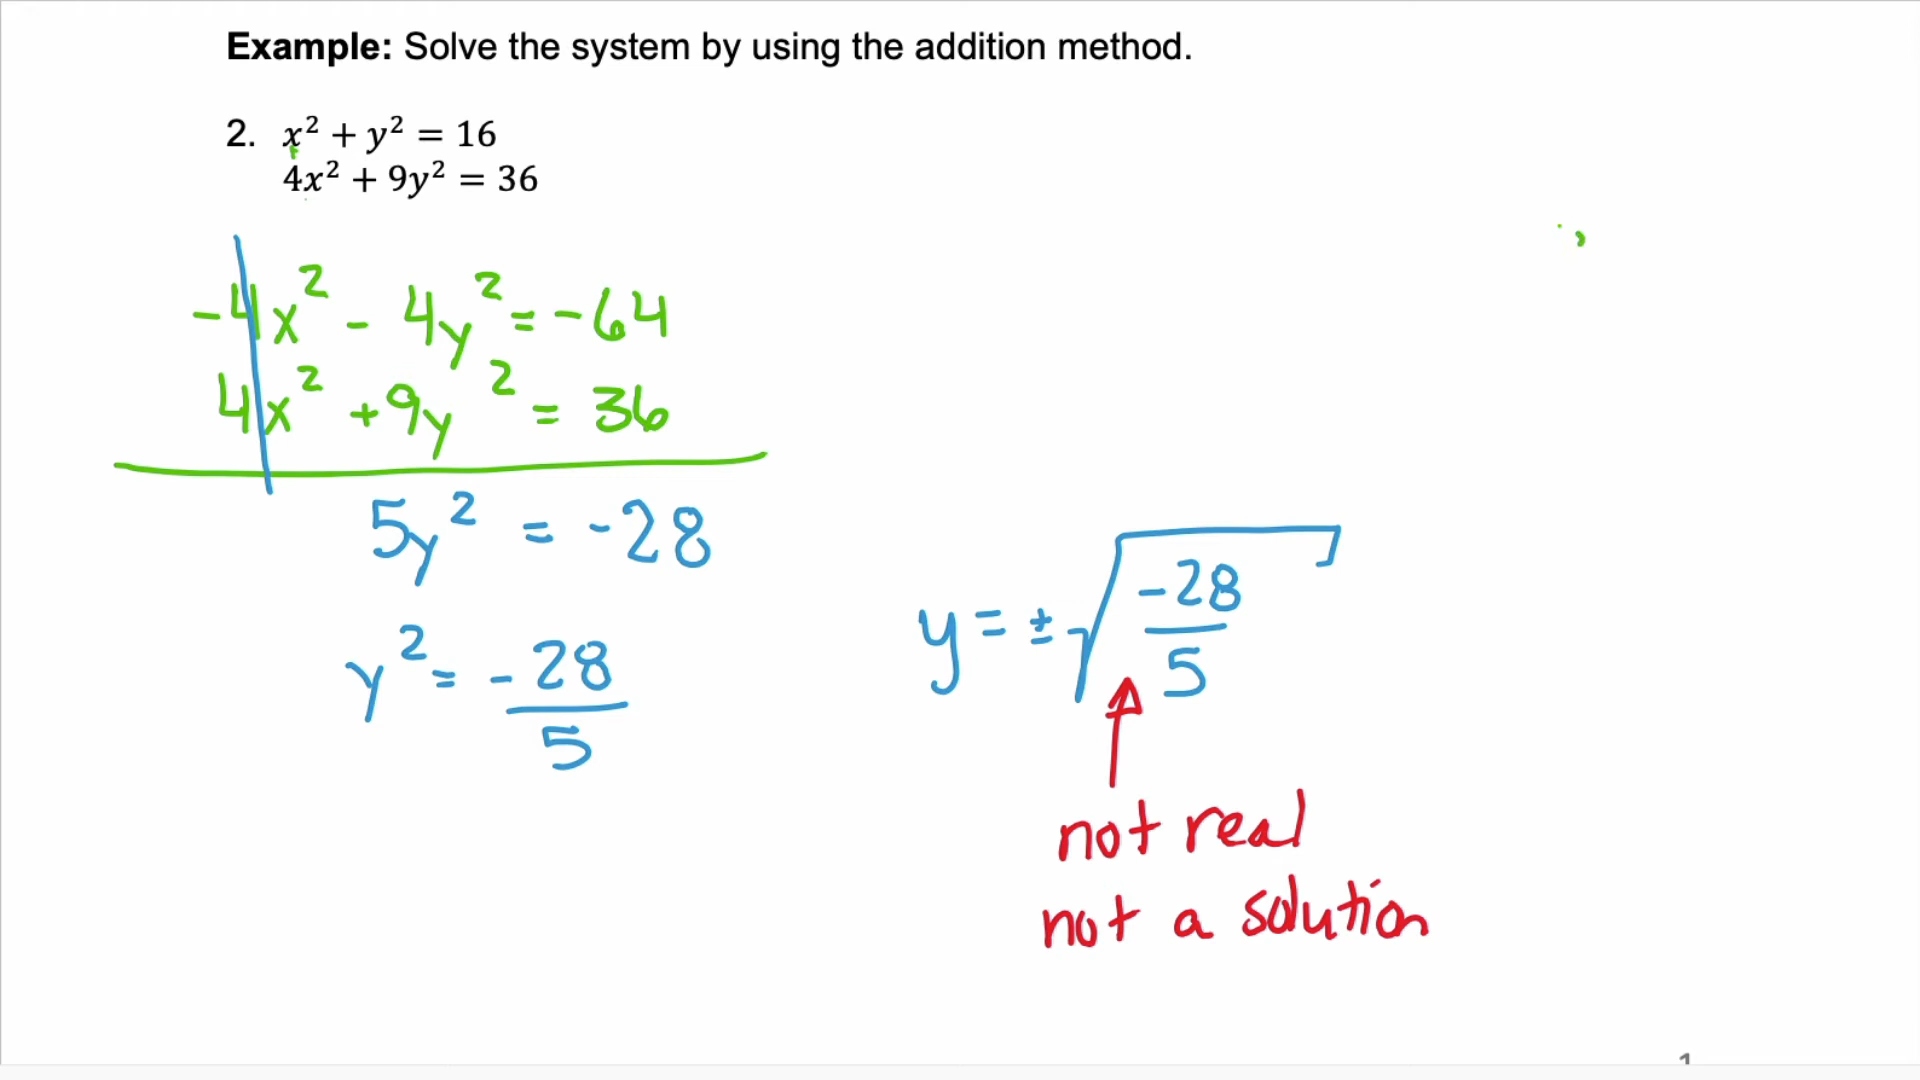 Example: Solve the system by using the addition method.
2. x² + y² = 16
4x² + 9y² = 36
-4x² - 4y² = -64
4x² + 9y² = 36
5y² = -28
y² = -28/5
y = ±√(-28/5)
not real
not a solution
1